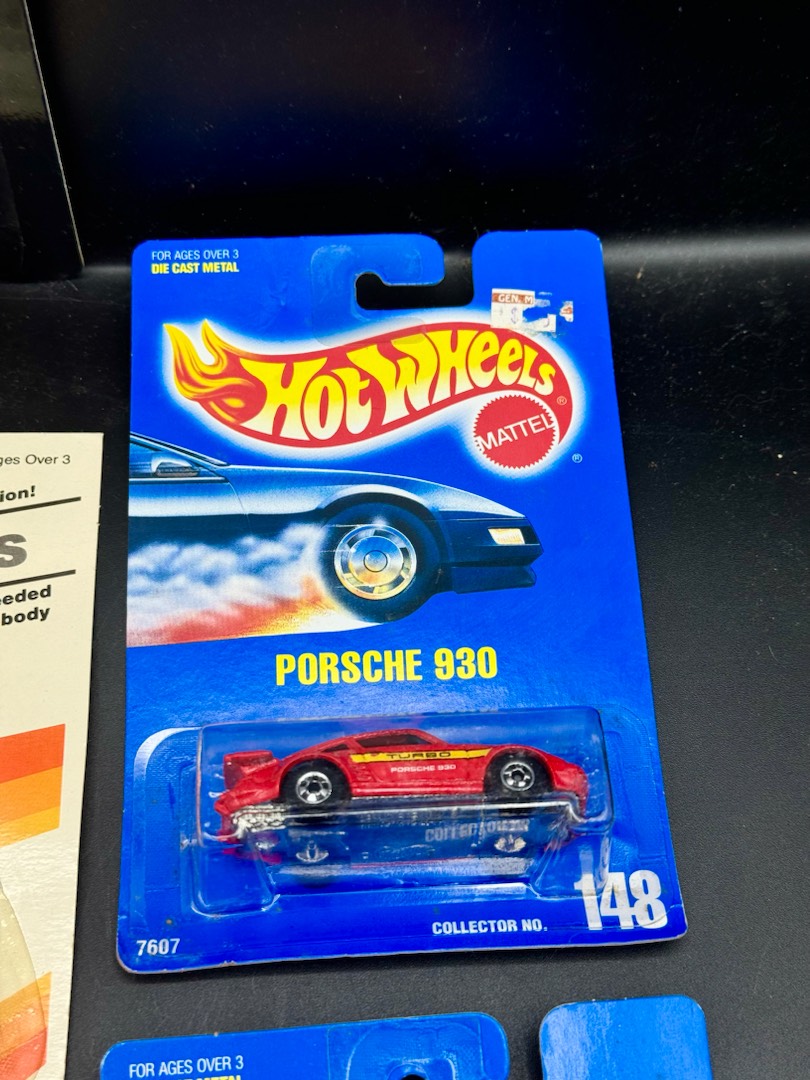 FOR AGES OVER 3
DIE CAST METAL
GEN. M
HOT WHEELS
®
MATTEL
®
PORSCHE 930
TURBO
PORSCHE 930
COLLECTOR NO.
148
7607
ges Over 3
ion!
S
eeded
body
FOR AGES OVER 3